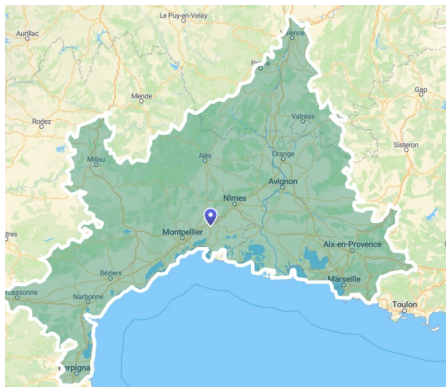 Le Puy-en-Velay
Aurillac
Mende
Gap
Valréas
Rodez
Sisteron
Millau
Alès
Orange
Avignon
Nîmes
Montpellier
Aix-en-Provence
Béziers
Marseille
Narbonne
Toulon